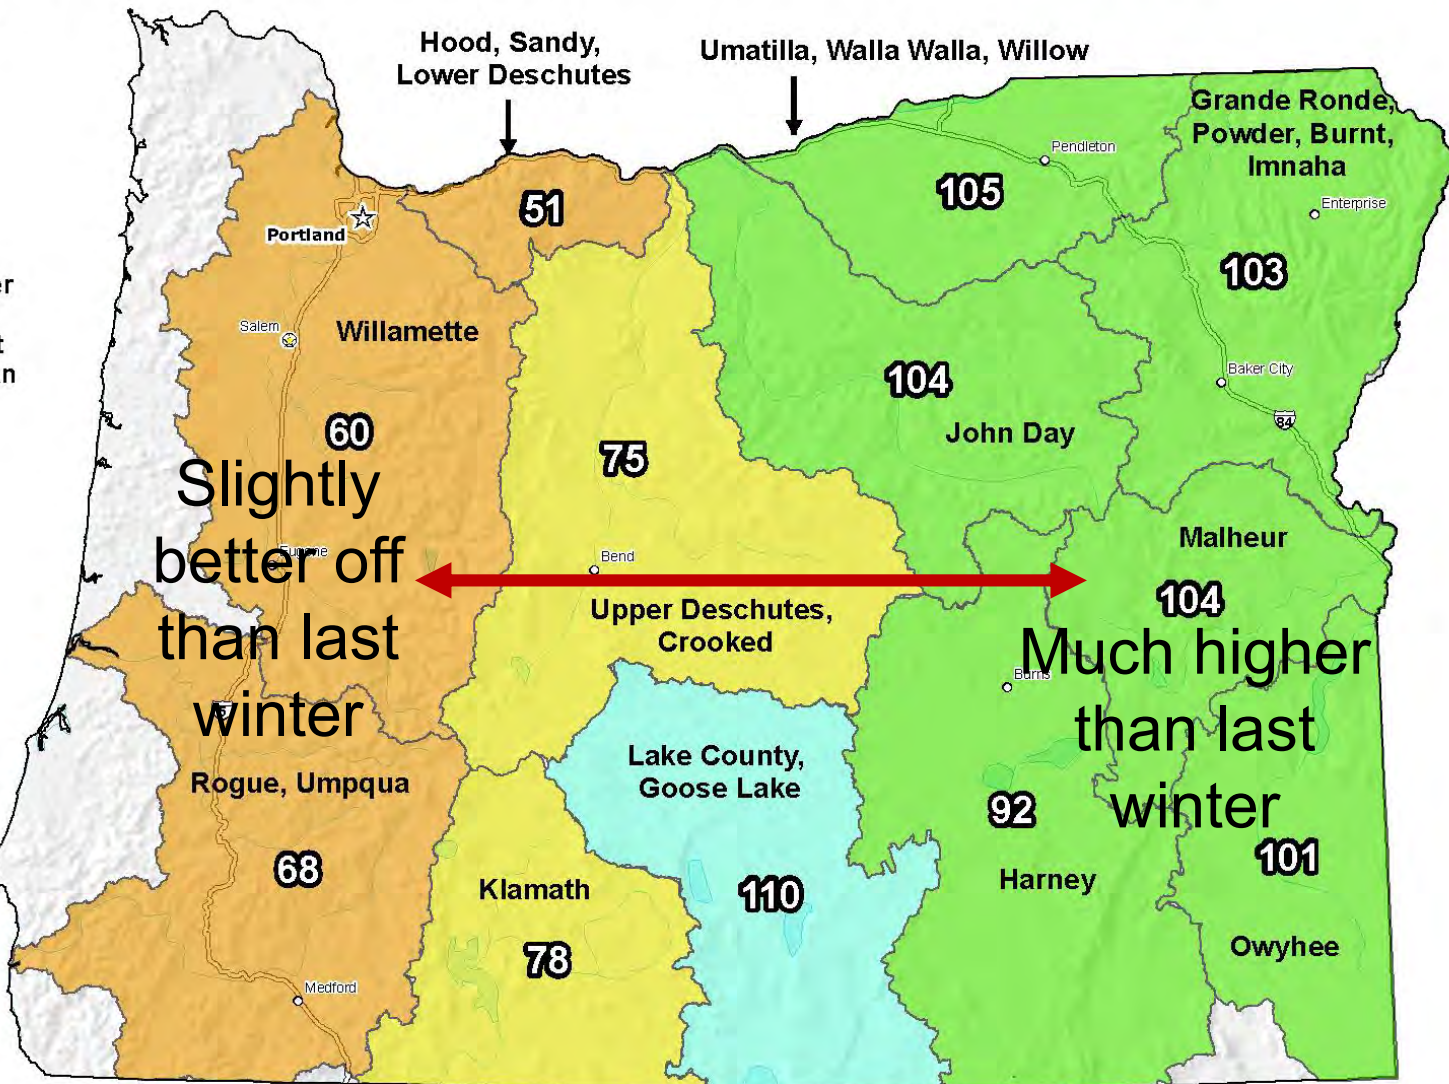 Hood, Sandy,
Lower Deschutes
Umatilla, Walla Walla, Willow
Grande Ronde,
Powder, Burnt,
Imnaha
Pendleton
Enterprise
51
105
103
Portland
Salem
Willamette
Baker City
104
84
John Day
60
75
Slightly
better off
than last
winter
Eugene
Bend
Upper Deschutes,
Crooked
Malheur
104
Much higher
than last
winter
Burns
Lake County,
Goose Lake
Rogue, Umpqua
68
Klamath
78
110
92
Harney
101
Owyhee
Medford